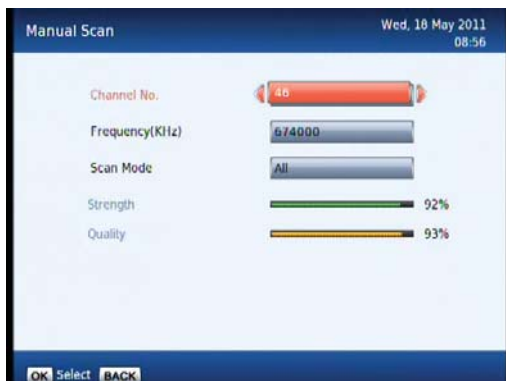 Manual Scan
Wed, 18 May 2011
08:56
Channel No. 46
Frequency(KHz) 674000
Scan Mode All
Strength 92%
Quality 93%
OK Select BACK